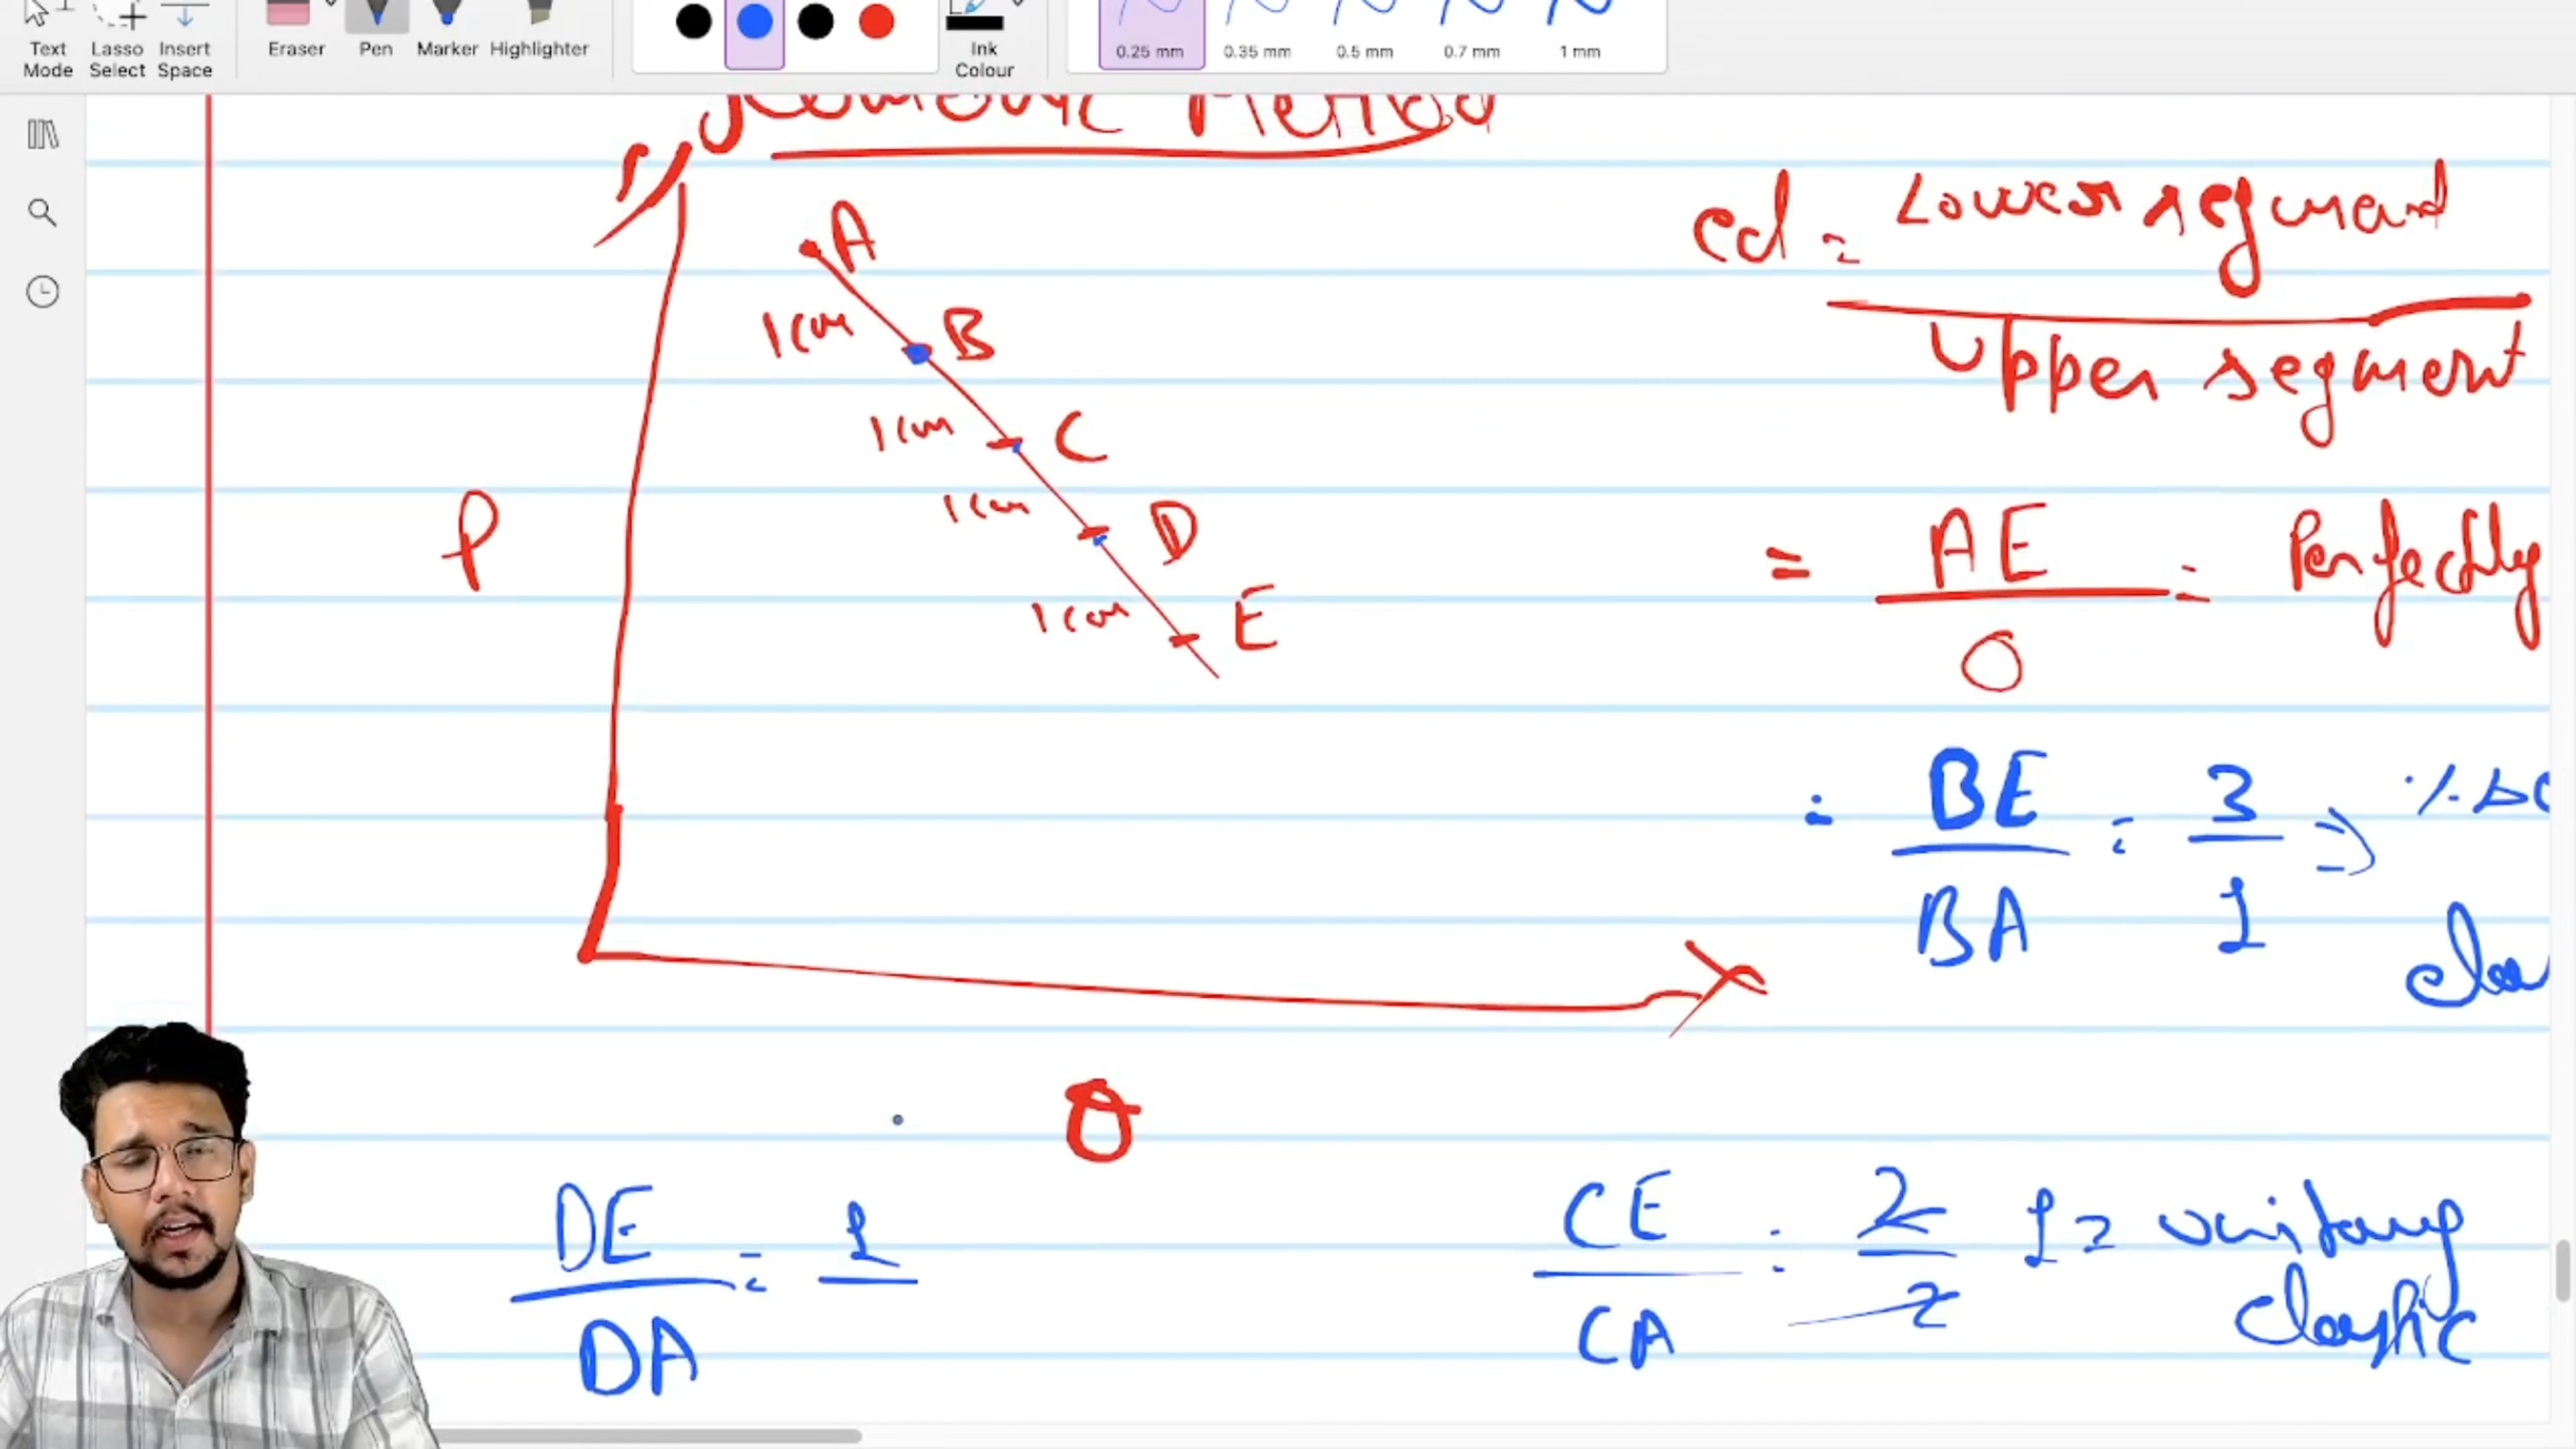 Text Mode
Lasso Select
Insert Space
Eraser
Pen
Marker
Highlighter
Ink Colour
0.25 mm
0.35 mm
0.5 mm
0.7 mm
1 mm
Method
ed = Lower segment
Upper segment
A
1cm
B
1cm
C
1cm
D
1cm
E
P
= AE = Perfectly
0
= BE = 3 ⇒
BA 1
DE = 1
DA
CE = 2 1 =
CA 2